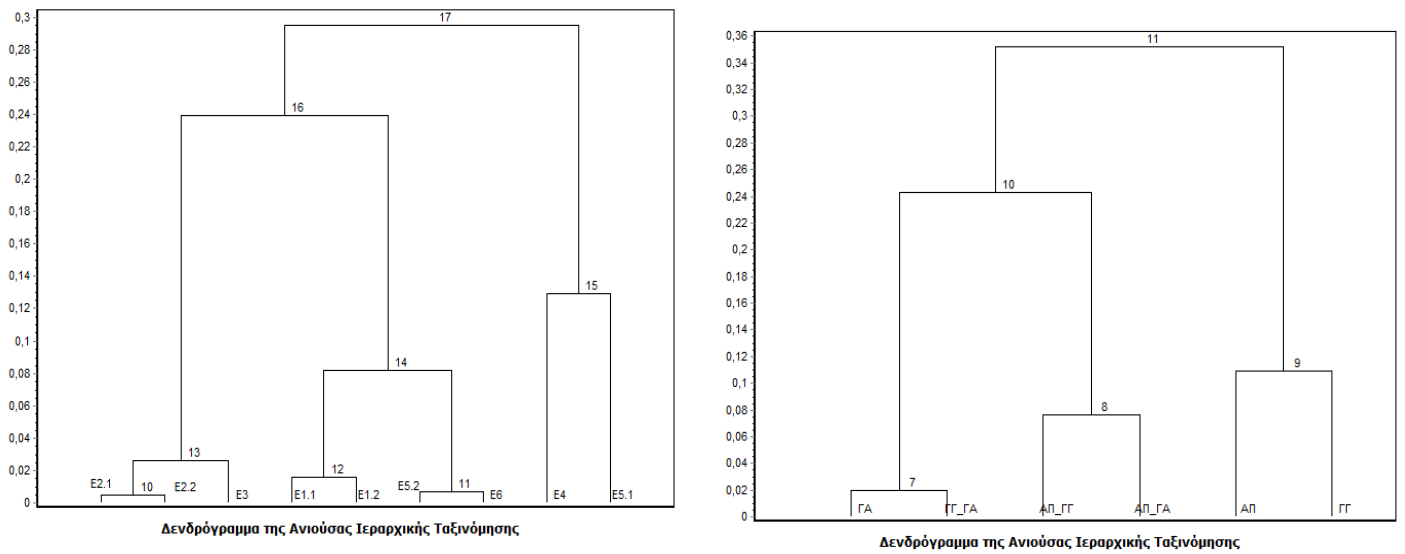 17
0,3
0,28
0,26
0,24
0,22
0,2
0,18
0,16
0,14
0,12
0,1
0,08
0,06
0,04
0,02
0
16
15
14
13
12
10
11
E2.1
E2.2
E3
E1.1
E1.2
E5.2
E6
E4
E5.1
Δενδρόγραμμα της Ανιούσας Ιεραρχικής Ταξινόμησης
11
0,36
0,34
0,32
0,3
0,28
0,26
0,24
0,22
0,2
0,18
0,16
0,14
0,12
0,1
0,08
0,06
0,04
0,02
0
10
9
8
7
ΓΑ
ΓΓ_ΓΑ
ΑΠ_ΓΓ
ΑΠ_ΓΑ
ΑΠ
ΓΓ
Δενδρόγραμμα της Ανιούσας Ιεραρχικής Ταξινόμησης